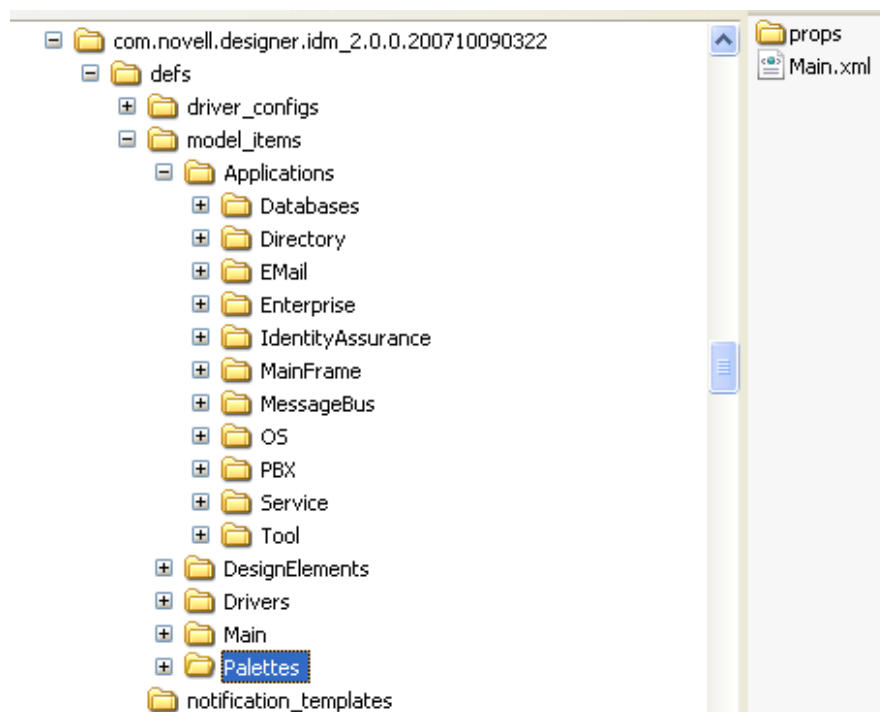 com.novell.designer.idm_2.0.0.200710090322
defs
driver_configs
model_items
Applications
Databases
Directory
EMail
Enterprise
IdentityAssurance
MainFrame
MessageBus
OS
PBX
Service
Tool
DesignElements
Drivers
Main
Palettes
notification_templates
props
Main.xml